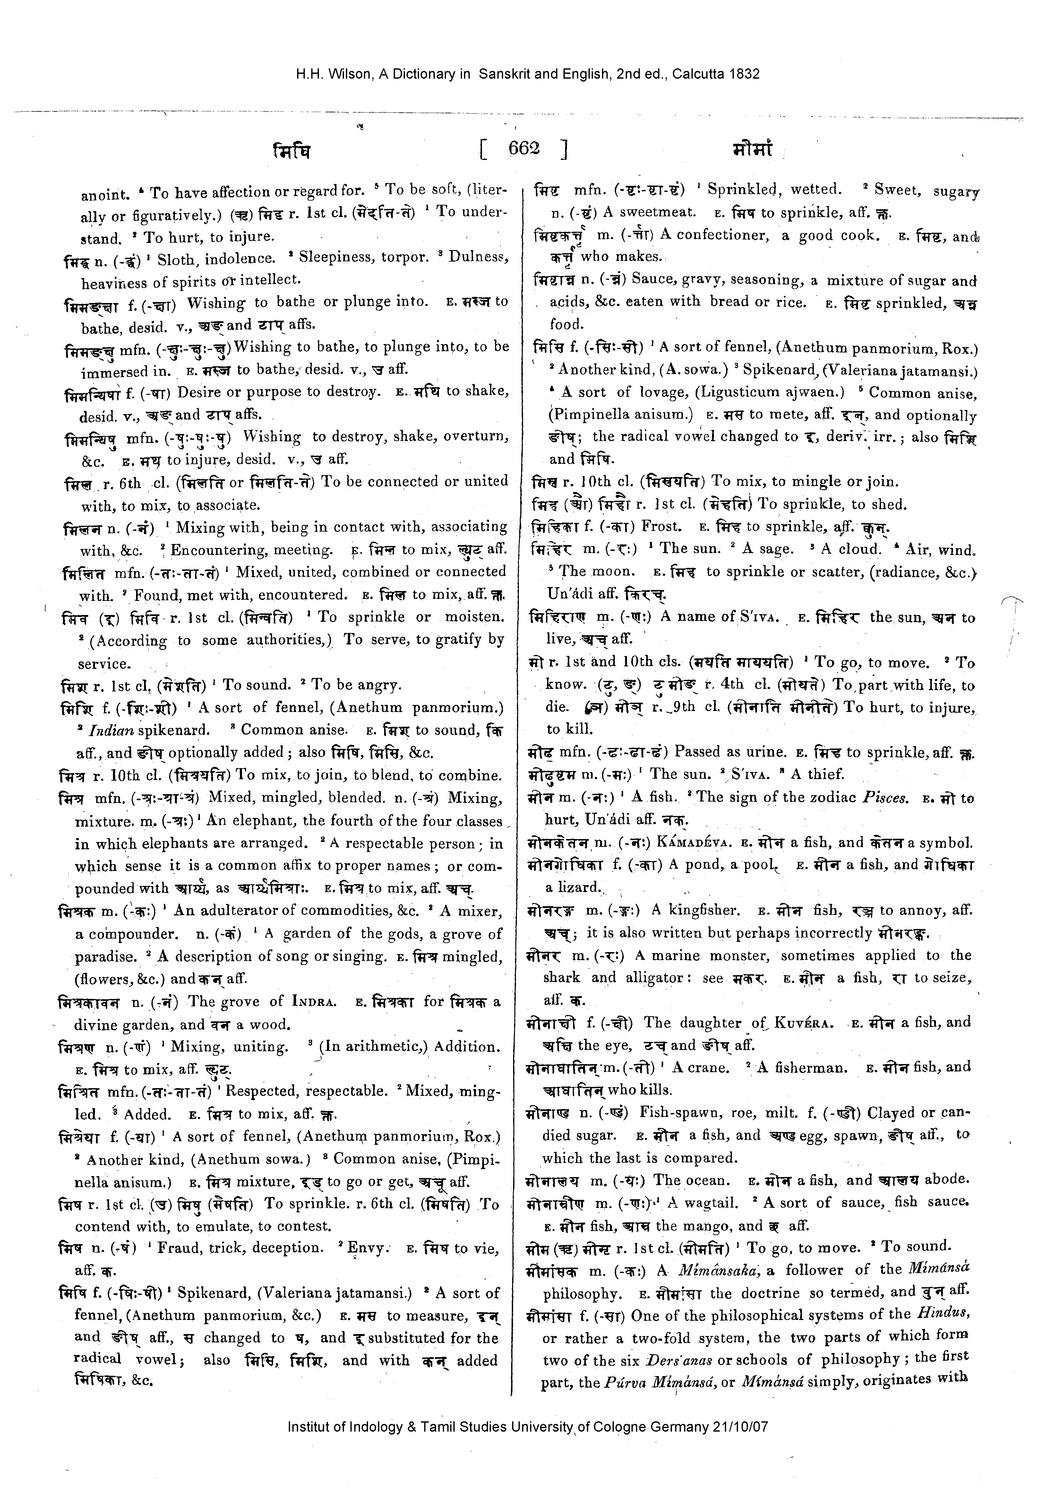 H.H. Wilson, A Dictionary in Sanskrit and English, 2nd ed., Calcutta 1832
मिषि [ 662 ] मीमां
anoint. ⁴ To have affection or regard for. ⁵ To be soft, (liter-
ally or figuratively.) (ऋ) मिद r. 1st cl. (मेदति-ते) ¹ To under-
stand. ² To hurt, to injure.
मिद्ध n. (-द्धं) ¹ Sloth, indolence. ² Sleepiness, torpor. ³ Dulness,
heaviness of spirits or intellect.
मिमङ्क्षा f. (-क्षा) Wishing to bathe or plunge into. E. मस्ज to
bathe, desid. v., अङ् and टाप् affs.
मिमङ्क्षु mfn. (-क्षुः-क्षुः-क्षु) Wishing to bathe, to plunge into, to be
immersed in. E. मस्ज to bathe, desid. v., उ aff.
मिमन्थिषा f. (-षा) Desire or purpose to destroy. E. मथि to shake,
desid. v., अङ् and टाप् affs.
मिमन्थिषु mfn. (-षुः-षुः-षु) Wishing to destroy, shake, overturn,
&c. E. मथ to injure, desid. v., उ aff.
मिल r. 6th cl. (मिलति or मिलति-ते) To be connected or united
with, to mix, to associate.
मिलन n. (-नं) ¹ Mixing with, being in contact with, associating
with, &c. ² Encountering, meeting. E. मिल to mix, ल्युट् aff.
मिलित mfn. (-तः-ता-तं) ¹ Mixed, united, combined or connected
with. ² Found, met with, encountered. E. मिल to mix, aff. क्त.
मिव (इ) मिवि r. 1st cl. (मिन्वति) ¹ To sprinkle or moisten.
² (According to some authorities,) To serve, to gratify by
service.
मिश r. 1st cl. (मेशति) ¹ To sound. ² To be angry.
मिशि f. (-शिः-शी) ¹ A sort of fennel, (Anethum panmorium.)
² Indian spikenard. ³ Common anise. E. मिश to sound, कि
aff., and ङीष् optionally added; also मिषि, मिसि, &c.
मिश्र r. 10th cl. (मिश्रयति) To mix, to join, to blend, to combine.
मिश्र mfn. (-श्रः-श्रा-श्रं) Mixed, mingled, blended. n. (-श्रं) Mixing,
mixture. m. (-श्रः) ¹ An elephant, the fourth of the four classes
in which elephants are arranged. ² A respectable person; in
which sense it is a common affix to proper names; or com-
pounded with आर्य्य, as आर्य्यमिश्राः. E. मिश्र to mix, aff. अच्.
मिश्रक m. (-कः) ¹ An adulterator of commodities, &c. ² A mixer,
a compounder. n. (-कं) ¹ A garden of the gods, a grove of
paradise. ² A description of song or singing. E. मिश्र mingled,
(flowers, &c.) and कन् aff.
मिश्रकावन n. (-नं) The grove of INDRA. E. मिश्रका for मिश्रक a
divine garden, and वन a wood.
मिश्रण n. (-णं) ¹ Mixing, uniting. ² (In arithmetic,) Addition.
E. मिश्र to mix, aff. ल्युट्.
मिश्रित mfn. (-तः-ता-तं) ¹ Respected, respectable. ² Mixed, ming-
led. ³ Added. E. मिश्र to mix, aff. क्त.
मिश्रेया f. (-या) ¹ A sort of fennel, (Anethum panmorium, Rox.)
² Another kind, (Anethum sowa.) ³ Common anise, (Pimpi-
nella anisum.) E. मिश्र mixture, इण् to go or get, अच् aff.
मिष r. 1st cl. (उ) मिषु (मेषति) To sprinkle. r. 6th cl. (मिषति) To
contend with, to emulate, to contest.
मिष n. (-षं) ¹ Fraud, trick, deception. ² Envy. E. मिष to vie,
aff. क.
मिषि f. (-षिः-षी) ¹ Spikenard, (Valeriana jatamansi.) ² A sort of
fennel, (Anethum panmorium, &c.) E. मस to measure, इन्
and ङीष् aff., स changed to ष, and इ substituted for the
radical vowel; also मिसि, मिशि, and with कन् added
मिषिका, &c.
मिष्ट mfn. (-ष्टः-ष्टा-ष्टं) ¹ Sprinkled, wetted. ² Sweet, sugary
n. (-ष्टं) A sweetmeat. E. मिष to sprinkle, aff. क्त.
मिष्टकर्त्तृ m. (-र्त्ता) A confectioner, a good cook. E. मिष्ट, and
कर्त्तृ who makes.
मिष्टान्न n. (-न्नं) Sauce, gravy, seasoning, a mixture of sugar and
acids, &c. eaten with bread or rice. E. मिष्ट sprinkled, अन्न
food.
मिसि f. (-सिः-सी) ¹ A sort of fennel, (Anethum panmorium, Rox.)
² Another kind, (A. sowa.) ³ Spikenard, (Valeriana jatamansi.)
⁴ A sort of lovage, (Ligusticum ajwaen.) ⁵ Common anise,
(Pimpinella anisum.) E. मस to mete, aff. इन्, and optionally
ङीष्; the radical vowel changed to इ, deriv. irr.; also मिशि
and मिषि.
मिस्र r. 10th cl. (मिस्रयति) To mix, to mingle or join.
मिह (औ) मिहौ r. 1st cl. (मेहति) To sprinkle, to shed.
मिहिका f. (-का) Frost. E. मिह to sprinkle, aff. क्वुन्.
मिहिर m. (-रः) ¹ The sun. ² A sage. ³ A cloud. ⁴ Air, wind.
⁵ The moon. E. मिह to sprinkle or scatter, (radiance, &c.)
Un'ádi aff. किरच्.
मिहिराण m. (-णः) A name of S'IVA. E. मिहिर the sun, अन to
live, अच् aff.
मी r. 1st and 10th cls. (मयति माययति) ¹ To go, to move. ² To
know. (ट, ङ) ट मीङ r. 4th cl. (मीयते) To part with life, to
die. (ञ) मीञ् r. 9th cl. (मीनाति मीनीते) To hurt, to injure,
to kill.
मीढ mfn. (-ढः-ढा-ढं) Passed as urine. E. मिह to sprinkle, aff. क्त.
मीढुष्टम m. (-मः) ¹ The sun. ² S'IVA. ³ A thief.
मीन m. (-नः) ¹ A fish. ² The sign of the zodiac Pisces. E. मी to
hurt, Un'ádi aff. नक्.
मीनकेतन m. (-नः) KÁMADÉVA. E. मीन a fish, and केतन a symbol.
मीनगोधिका f. (-का) A pond, a pool. E. मीन a fish, and गोधिका
a lizard.
मीनरङ्ग m. (-ङ्गः) A kingfisher. E. मीन fish, रञ्ज to annoy, aff.
अच्; it is also written but perhaps incorrectly मीनरङ्क.
मीनर m. (-रः) A marine monster, sometimes applied to the
shark and alligator: see मकर. E. मीन a fish, रा to seize,
aff. क.
मीनाक्षी f. (-क्षी) The daughter of KUVÉRA. E. मीन a fish, and
अक्षि the eye, टच् and ङीष् aff.
मीनाघातिन् m. (-ती) ¹ A crane. ² A fisherman. E. मीन fish, and
आघातिन् who kills.
मीनाण्ड n. (-ण्डं) Fish-spawn, roe, milt. f. (-ण्डी) Clayed or can-
died sugar. E. मीन a fish, and अण्ड egg, spawn, ङीष् aff., to
which the last is compared.
मीनालय m. (-यः) The ocean. E. मीन a fish, and आलय abode.
मीनाम्रीण m. (-णः) ¹ A wagtail. ² A sort of sauce, fish sauce.
E. मीन fish, आम्र the mango, and aff.
मीम (ऋ) मीमृ r. 1st cl. (मीमति) ¹ To go, to move. ² To sound.
मीमांसक m. (-कः) A Mímánsaka, a follower of the Mímánsá
philosophy. E. मीमांसा the doctrine so termed, and वुन् aff.
मीमांसा f. (-सा) One of the philosophical systems of the Hindus,
or rather a two-fold system, the two parts of which form
two of the six Ders'anas or schools of philosophy; the first
part, the Púrva Mímánsá, or Mímánsá simply, originates with
Institut of Indology & Tamil Studies University of Cologne Germany 21/10/07